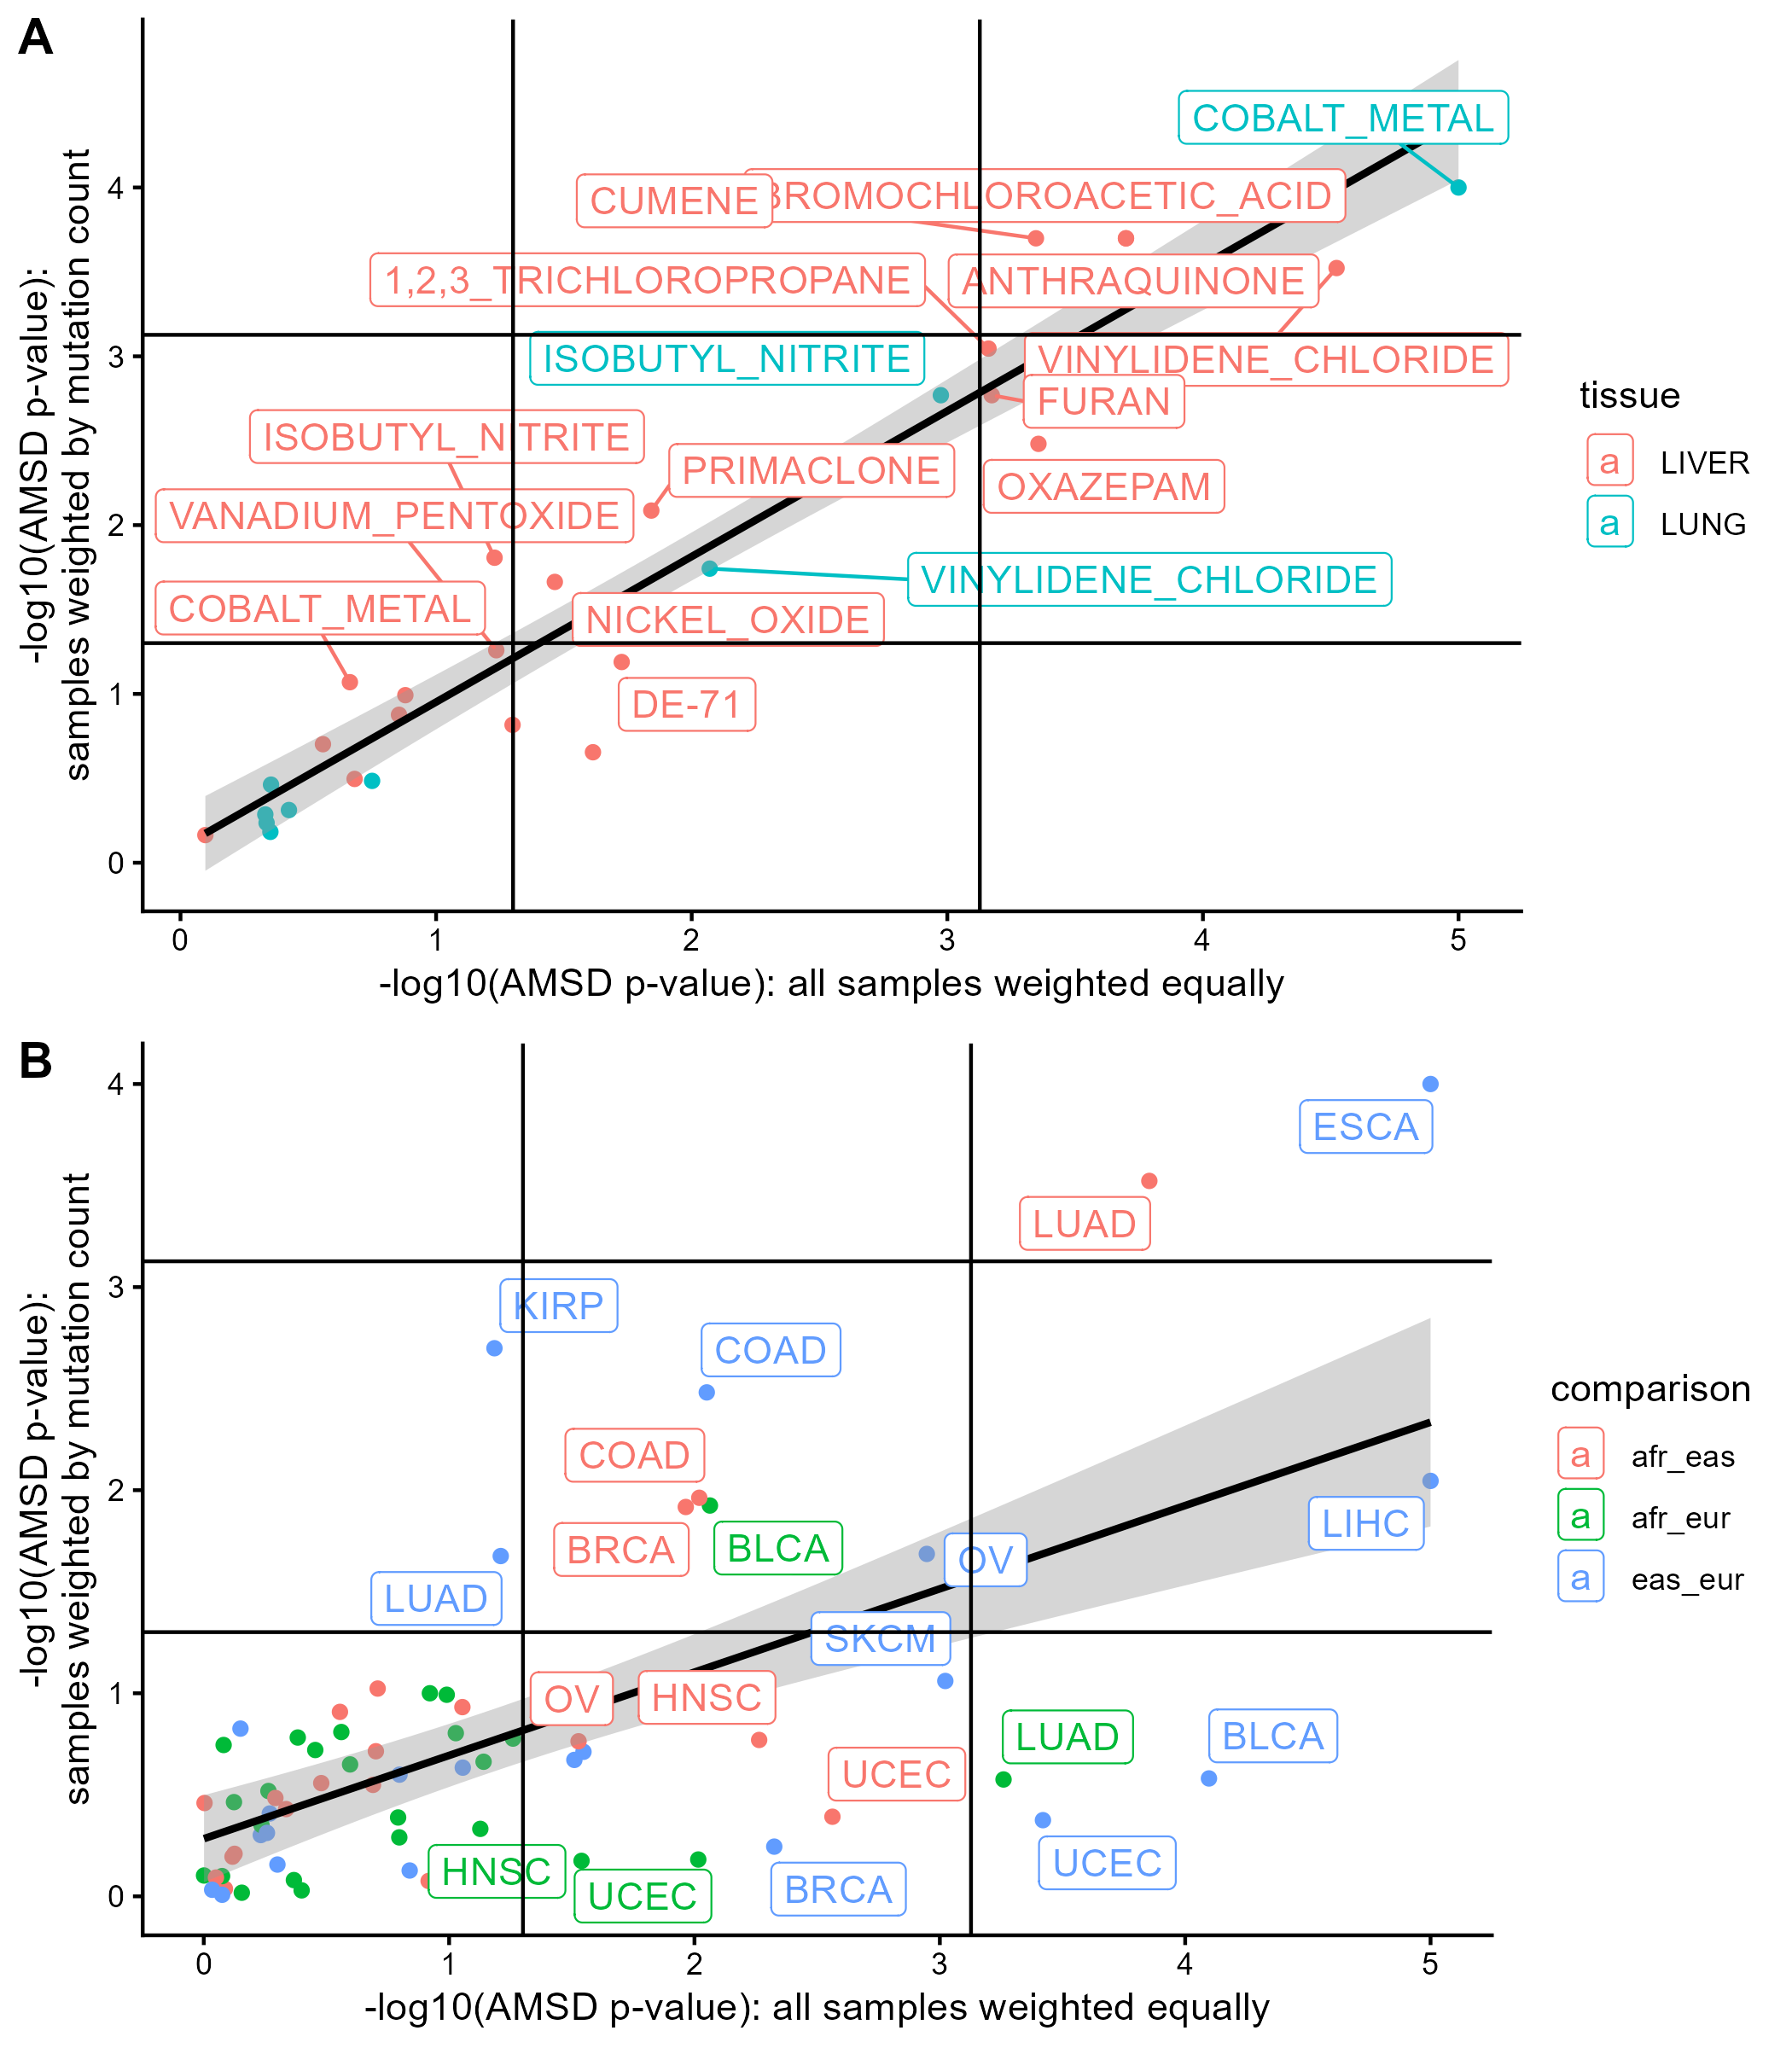 A
-log10(AMSD p-value):
samples weighted by mutation count
4
3
2
1
0
COBALT_METAL
CUMENE
BROMOCHLOROACETIC_ACID
1,2,3_TRICHLOROPROPANE
ANTHRAQUINONE
ISOBUTYL_NITRITE
VINYLIDENE_CHLORIDE
FURAN
ISOBUTYL_NITRITE
PRIMACLONE
OXAZEPAM
VANADIUM_PENTOXIDE
VINYLIDENE_CHLORIDE
COBALT_METAL
NICKEL_OXIDE
DE-71
0
1
2
3
4
5
-log10(AMSD p-value): all samples weighted equally
tissue
a LIVER
a LUNG
B
-log10(AMSD p-value):
samples weighted by mutation count
4
3
2
1
0
ESCA
LUAD
KIRP
COAD
COAD
BRCA
BLCA
LIHC
OV
LUAD
SKCM
OV
HNSC
LUAD
BLCA
UCEC
HNSC
UCEC
BRCA
UCEC
0
1
2
3
4
5
-log10(AMSD p-value): all samples weighted equally
comparison
a afr_eas
a afr_eur
a eas_eur